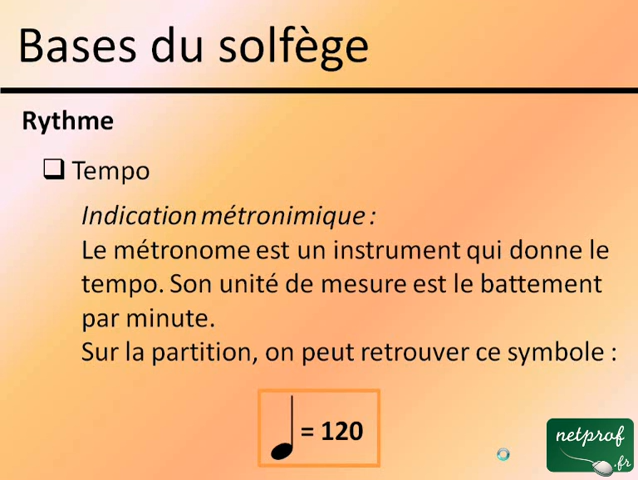 Bases du solfège
Rythme
Tempo
Indication métronimique :
Le métronome est un instrument qui donne le
tempo. Son unité de mesure est le battement
par minute.
Sur la partition, on peut retrouver ce symbole :
= 120
netprof
.fr